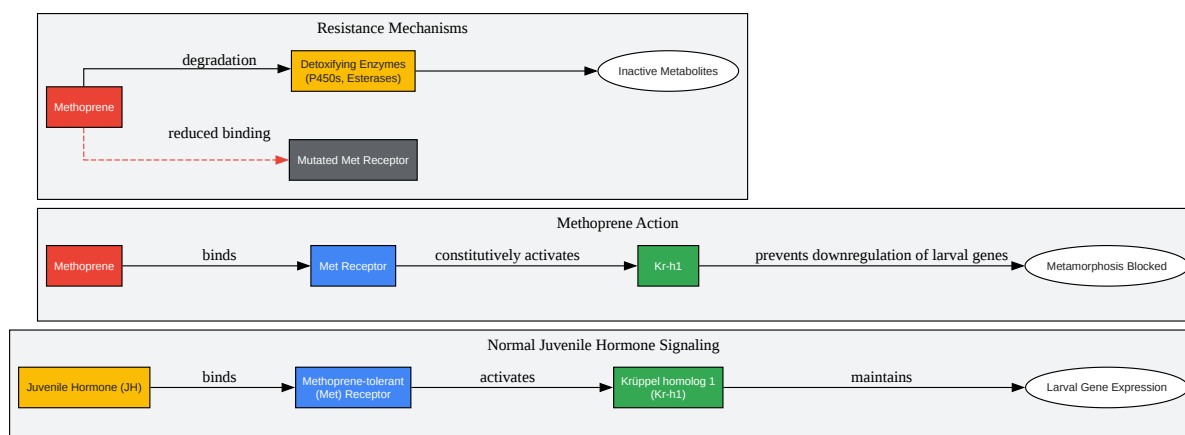 Resistance Mechanisms
degradation
Detoxifying Enzymes
(P450s, Esterases)
Inactive Metabolites
Methoprene
reduced binding
Mutated Met Receptor
Methoprene Action
Methoprene
binds
Met Receptor
constitutively activates
Kr-h1
prevents downregulation of larval genes
Metamorphosis Blocked
Normal Juvenile Hormone Signaling
Juvenile Hormone (JH)
binds
Methoprene-tolerant
(Met) Receptor
activates
Krüppel homolog 1
(Kr-h1)
maintains
Larval Gene Expression